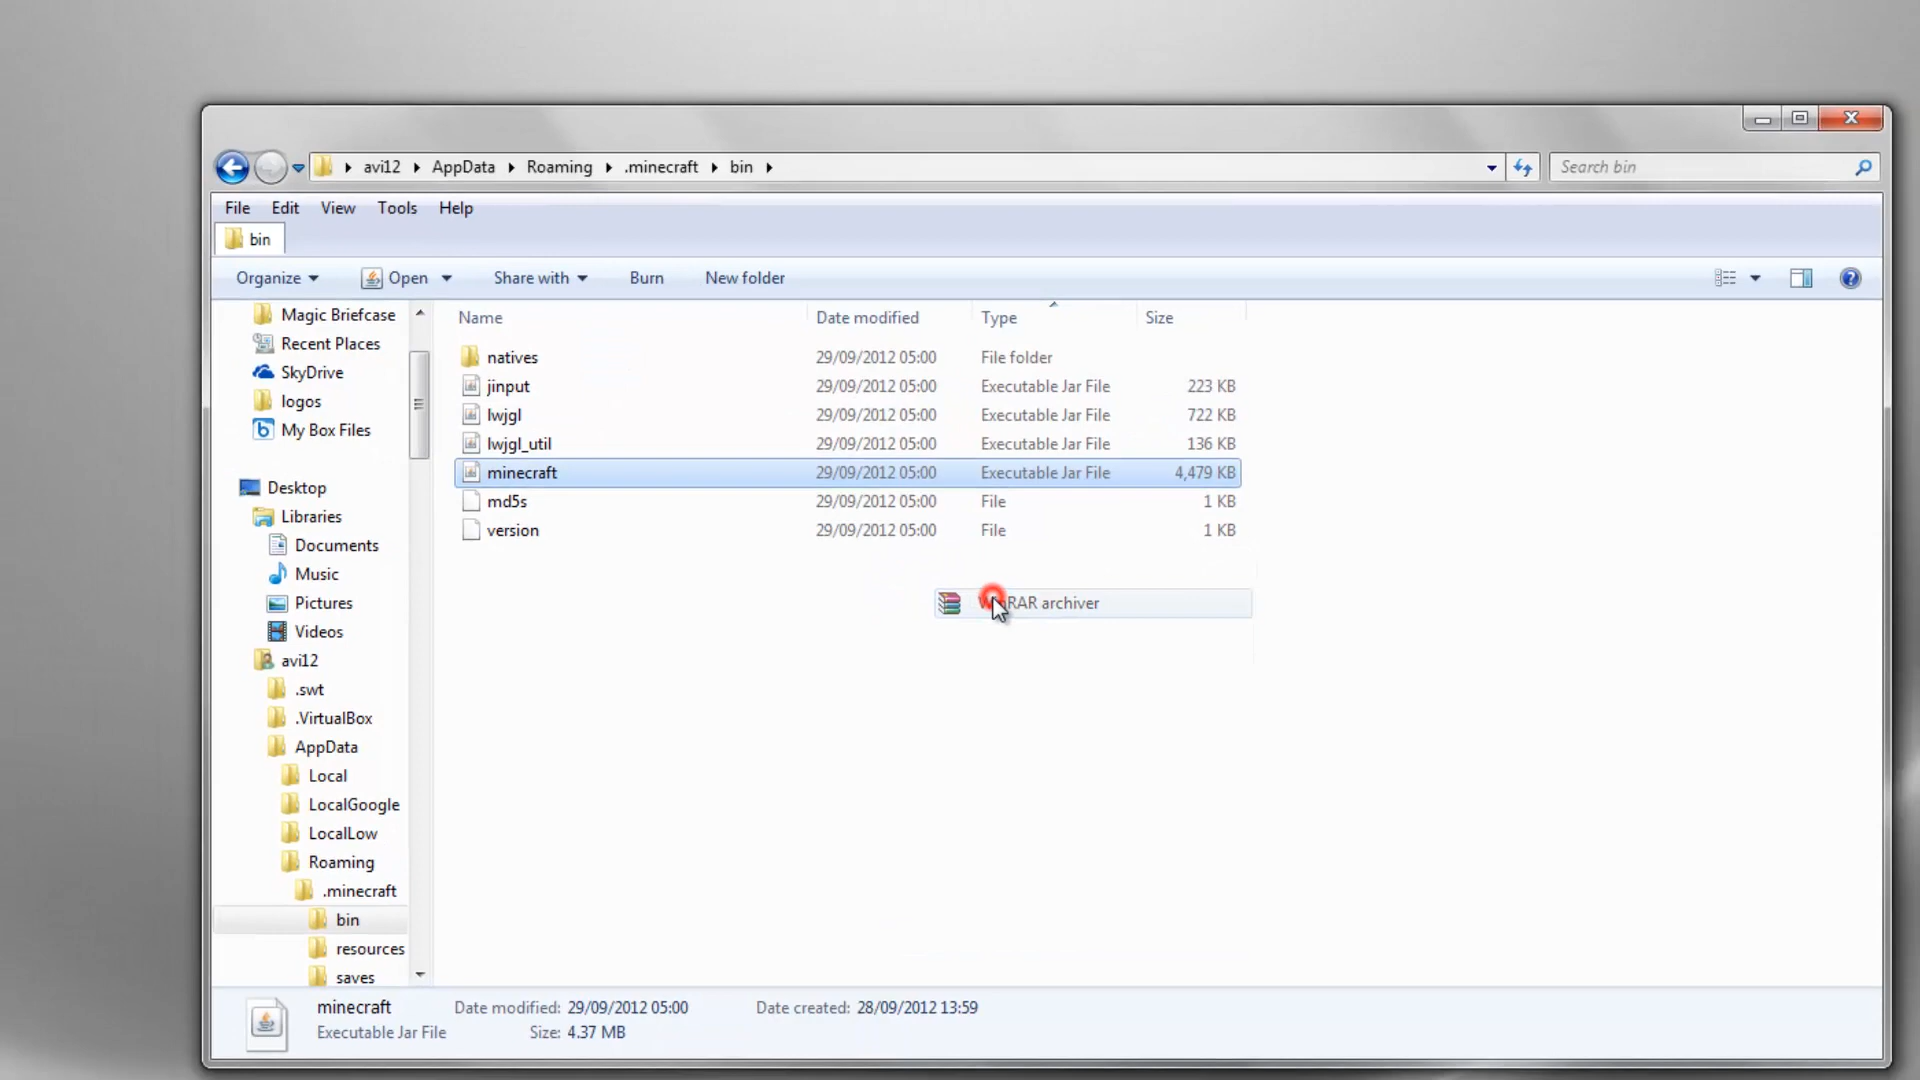 avi12 AppData Roaming .minecraft bin
Search bin
File Edit View Tools Help
bin
Organize Open Share with Burn New folder
Magic Briefcase
Recent Places
SkyDrive
logos
My Box Files
Desktop
Libraries
Documents
Music
Pictures
Videos
avi12
.swt
.VirtualBox
AppData
Local
LocalGoogle
LocalLow
Roaming
.minecraft
bin
resources
saves
Name Date modified Type Size
natives 29/09/2012 05:00 File folder
jinput 29/09/2012 05:00 Executable Jar File 223 KB
lwjgl 29/09/2012 05:00 Executable Jar File 722 KB
lwjgl_util 29/09/2012 05:00 Executable Jar File 136 KB
minecraft 29/09/2012 05:00 Executable Jar File 4,479 KB
md5s 29/09/2012 05:00 File 1 KB
version 29/09/2012 05:00 File 1 KB
WinRAR archiver
minecraft Date modified: 29/09/2012 05:00 Date created: 28/09/2012 13:59
Executable Jar File Size: 4.37 MB